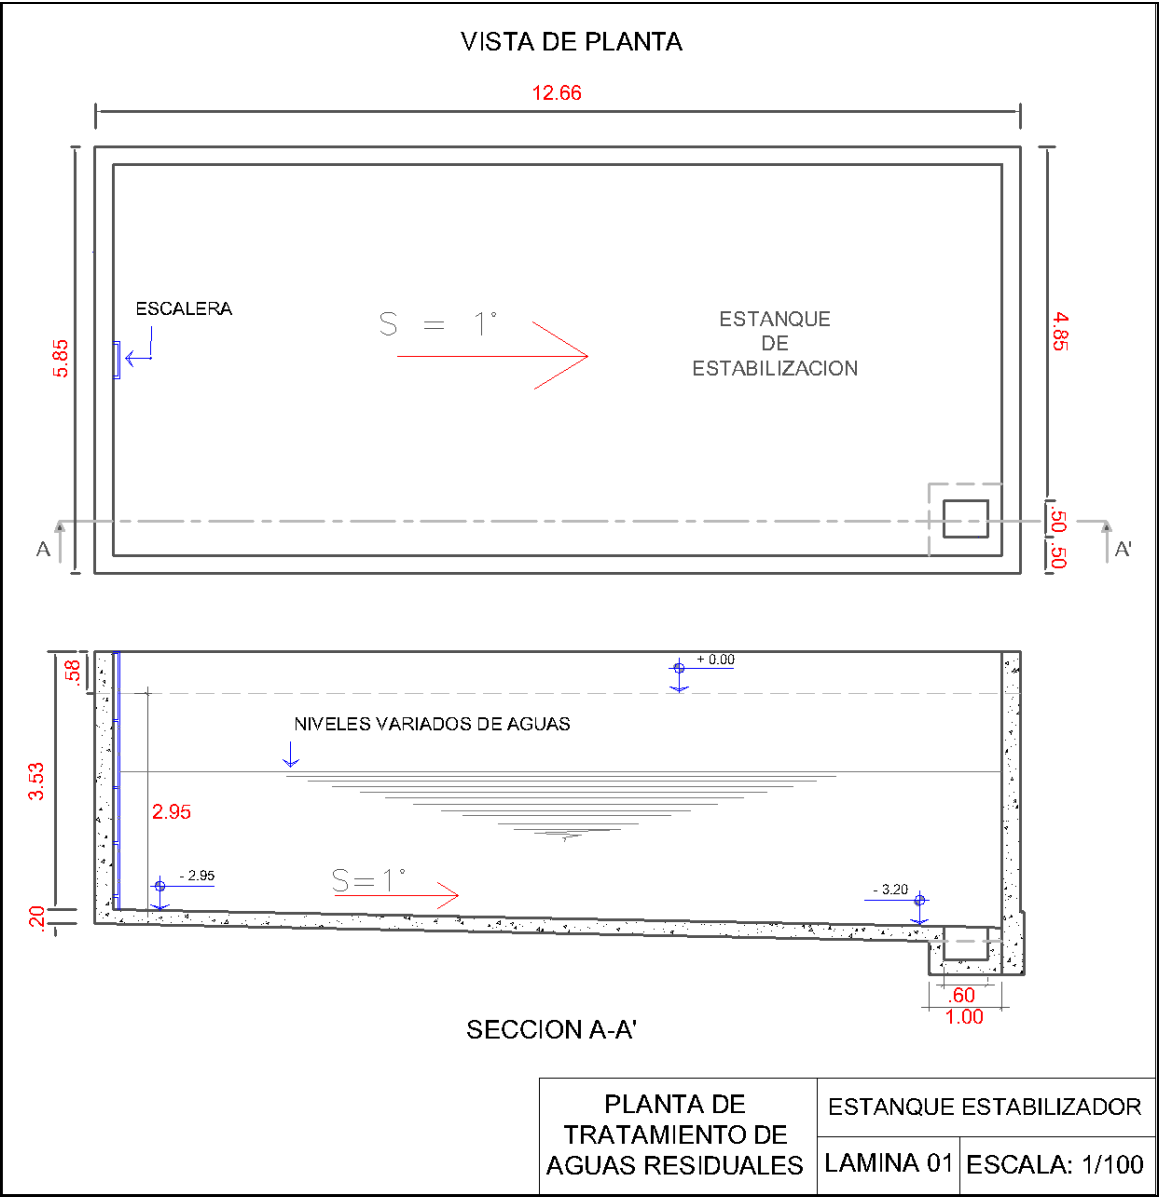 VISTA DE PLANTA
12.66
ESCALERA
S = 1°
ESTANQUE
DE
ESTABILIZACION
5.85
4.85
.50
.50
A
A'
.58
+ 0.00
NIVELES VARIADOS DE AGUAS
3.53
2.95
- 2.95
S=1°
- 3.20
.20
.60
1.00
SECCION A-A'
PLANTA DE
TRATAMIENTO DE
AGUAS RESIDUALES
ESTANQUE ESTABILIZADOR
LAMINA 01
ESCALA: 1/100